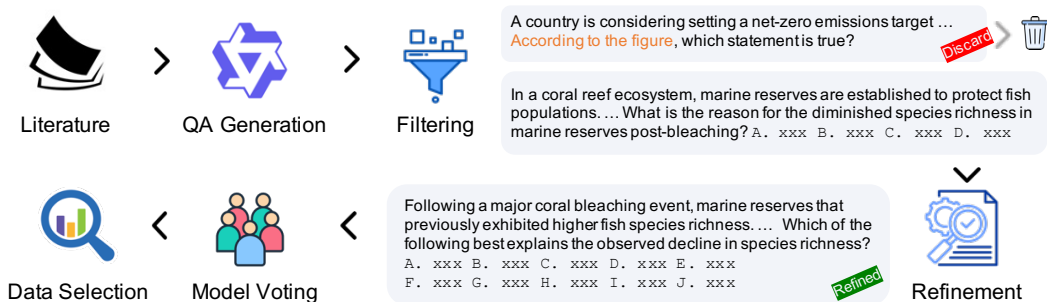 Literature
QA Generation
Filtering
A country is considering setting a net-zero emissions target ...
According to the figure, which statement is true?
Discard
In a coral reef ecosystem, marine reserves are established to protect fish
populations. ... What is the reason for the diminished species richness in
marine reserves post-bleaching? A. xxx B. xxx C. xxx D. xxx
Data Selection
Model Voting
Following a major coral bleaching event, marine reserves that
previously exhibited higher fish species richness. ... Which of the
following best explains the observed decline in species richness?
A. xxx B. xxx C. xxx D. xxx E. xxx
F. xxx G. xxx H. xxx I. xxx J. xxx
Refined
Refinement